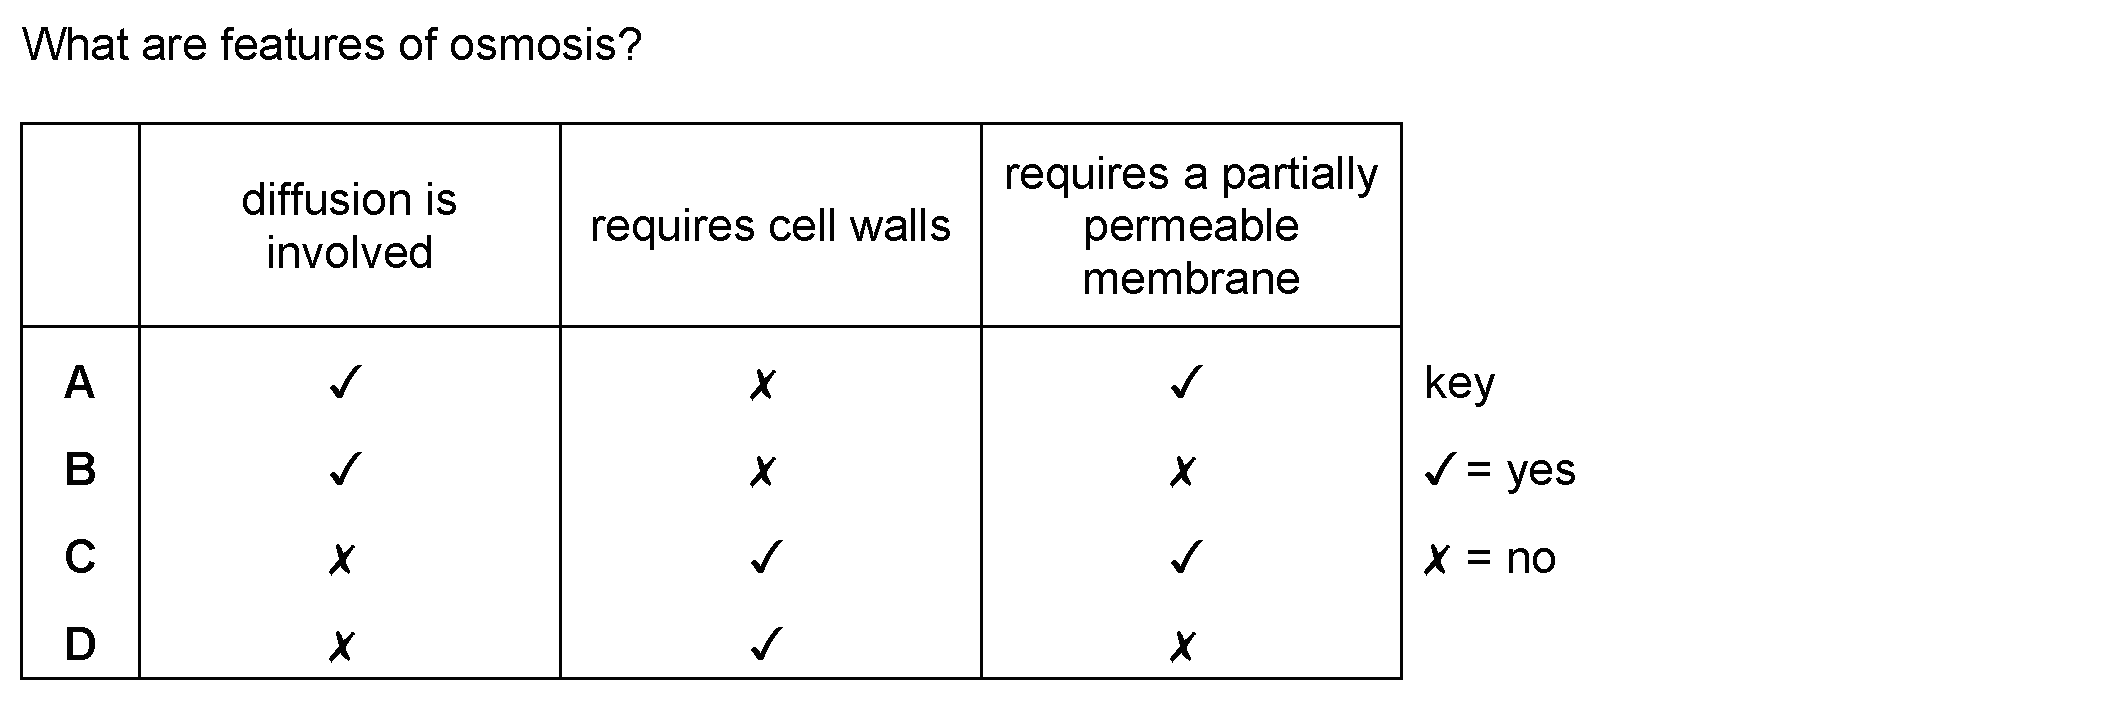 What are features of osmosis?
diffusion is
involved
requires cell walls
requires a partially
permeable
membrane
A ✓ ✗ ✓
B ✓ ✗ ✗
C ✗ ✓ ✓
D ✗ ✓ ✗
key
✓ = yes
✗ = no